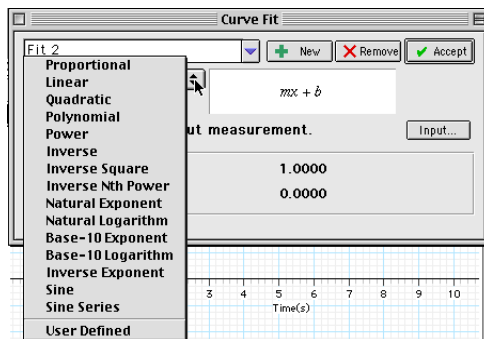 Curve Fit
Fit 2
New
Remove
Accept
Proportional
Linear
Quadratic
Polynomial
Power
Inverse
Inverse Square
Inverse Nth Power
Natural Exponent
Natural Logarithm
Base-10 Exponent
Base-10 Logarithm
Inverse Exponent
Sine
Sine Series
User Defined
mx + b
ut measurement.
Input...
1.0000
0.0000
3 4 5 6 7 8 9 10
Time(s)